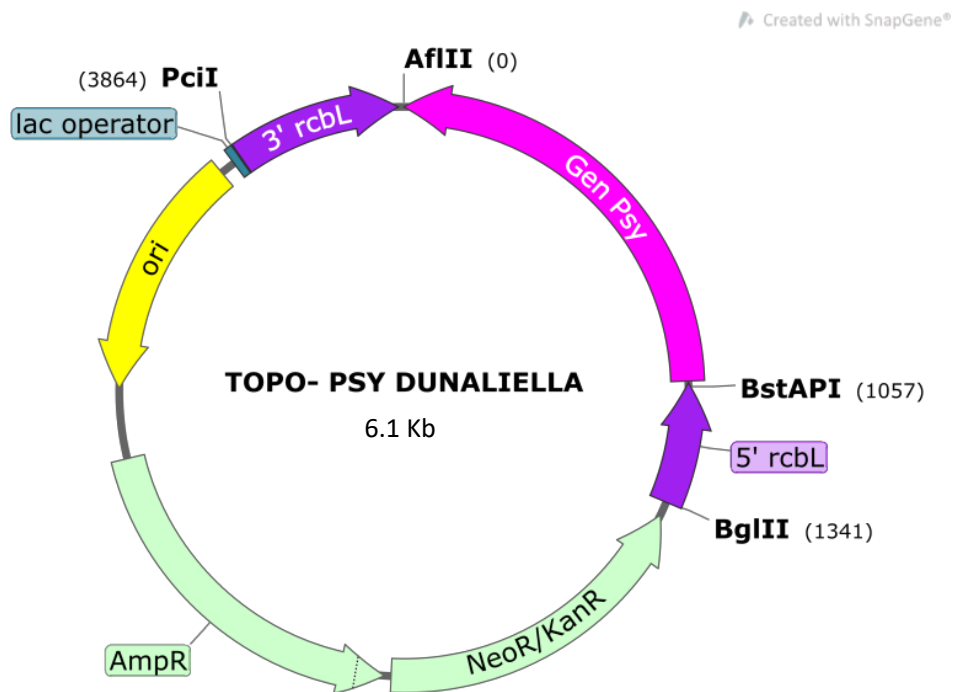 Created with SnapGene®
AflII (0)
(3864) PciI
lac operator
3' rcbL
Gen Psy
ori
TOPO- PSY DUNALIELLA
6.1 Kb
BstAPI (1057)
5' rcbL
BglII (1341)
NeoR/KanR
AmpR